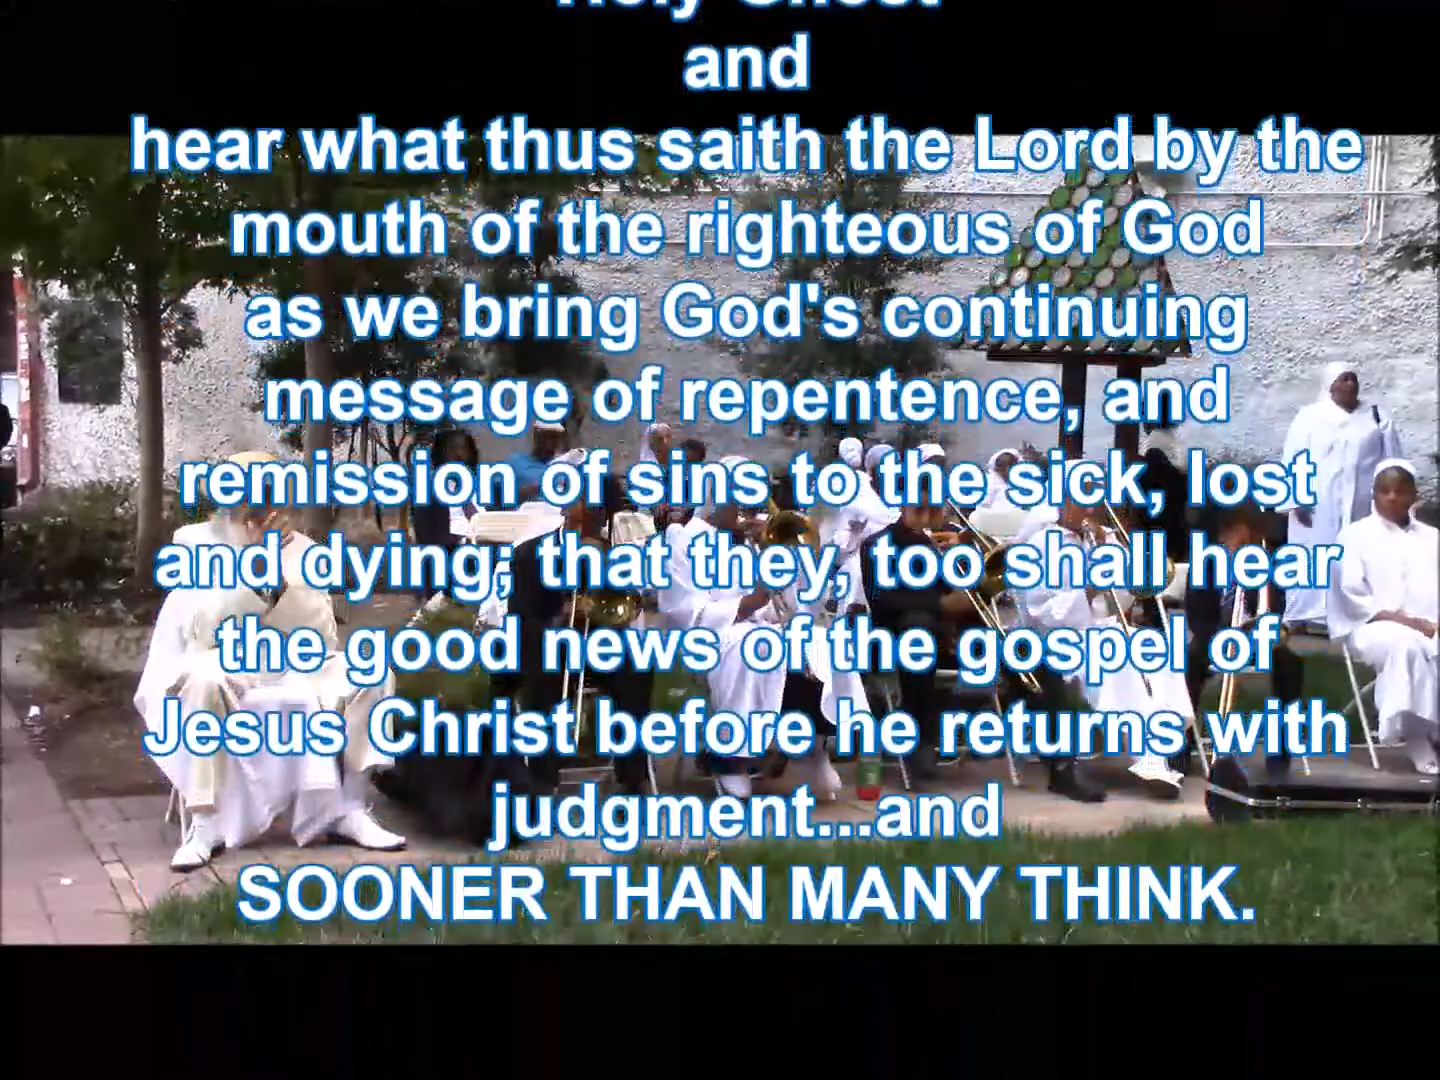 Holy Ghost
and
hear what thus saith the Lord by the
mouth of the righteous of God
as we bring God's continuing
message of repentence, and
remission of sins to the sick, lost
and dying; that they, too shall hear
the good news of the gospel of
Jesus Christ before he returns with
judgment...and
SOONER THAN MANY THINK.